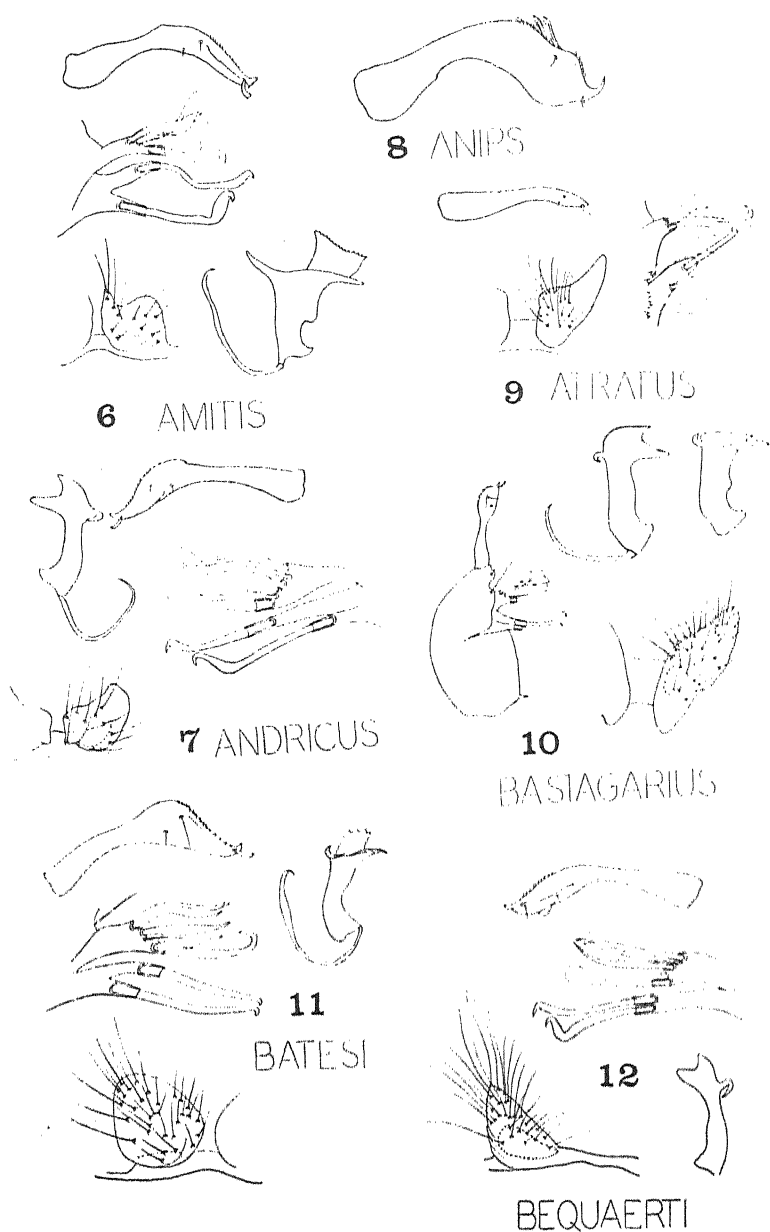 8 ANIPS
6 AMITIS
9 ATRATUS
7 ANDRICUS
10
BASIAGARIUS
11
BATESI
12
BEQUAERTI